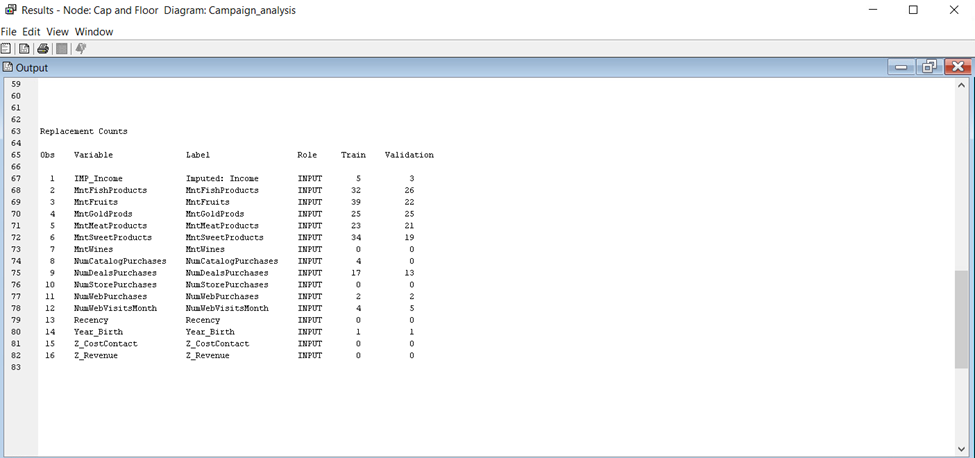 Results - Node: Cap and Floor Diagram: Campaign_analysis
File Edit View Window
Output
59
60
61
62
63 Replacement Counts
64
65 Obs Variable Label Role Train Validation
66
67 1 IMP_Income Imputed: Income INPUT 5 3
68 2 MntFishProducts MntFishProducts INPUT 32 26
69 3 MntFruits MntFruits INPUT 39 22
70 4 MntGoldProds MntGoldProds INPUT 25 25
71 5 MntMeatProducts MntMeatProducts INPUT 23 21
72 6 MntSweetProducts MntSweetProducts INPUT 34 19
73 7 MntWines MntWines INPUT 0 0
74 8 NumCatalogPurchases NumCatalogPurchases INPUT 4 0
75 9 NumDealsPurchases NumDealsPurchases INPUT 17 13
76 10 NumStorePurchases NumStorePurchases INPUT 0 0
77 11 NumWebPurchases NumWebPurchases INPUT 2 2
78 12 NumWebVisitsMonth NumWebVisitsMonth INPUT 4 5
79 13 Recency Recency INPUT 0 0
80 14 Year_Birth Year_Birth INPUT 1 1
81 15 Z_CostContact Z_CostContact INPUT 0 0
82 16 Z_Revenue Z_Revenue INPUT 0 0
83